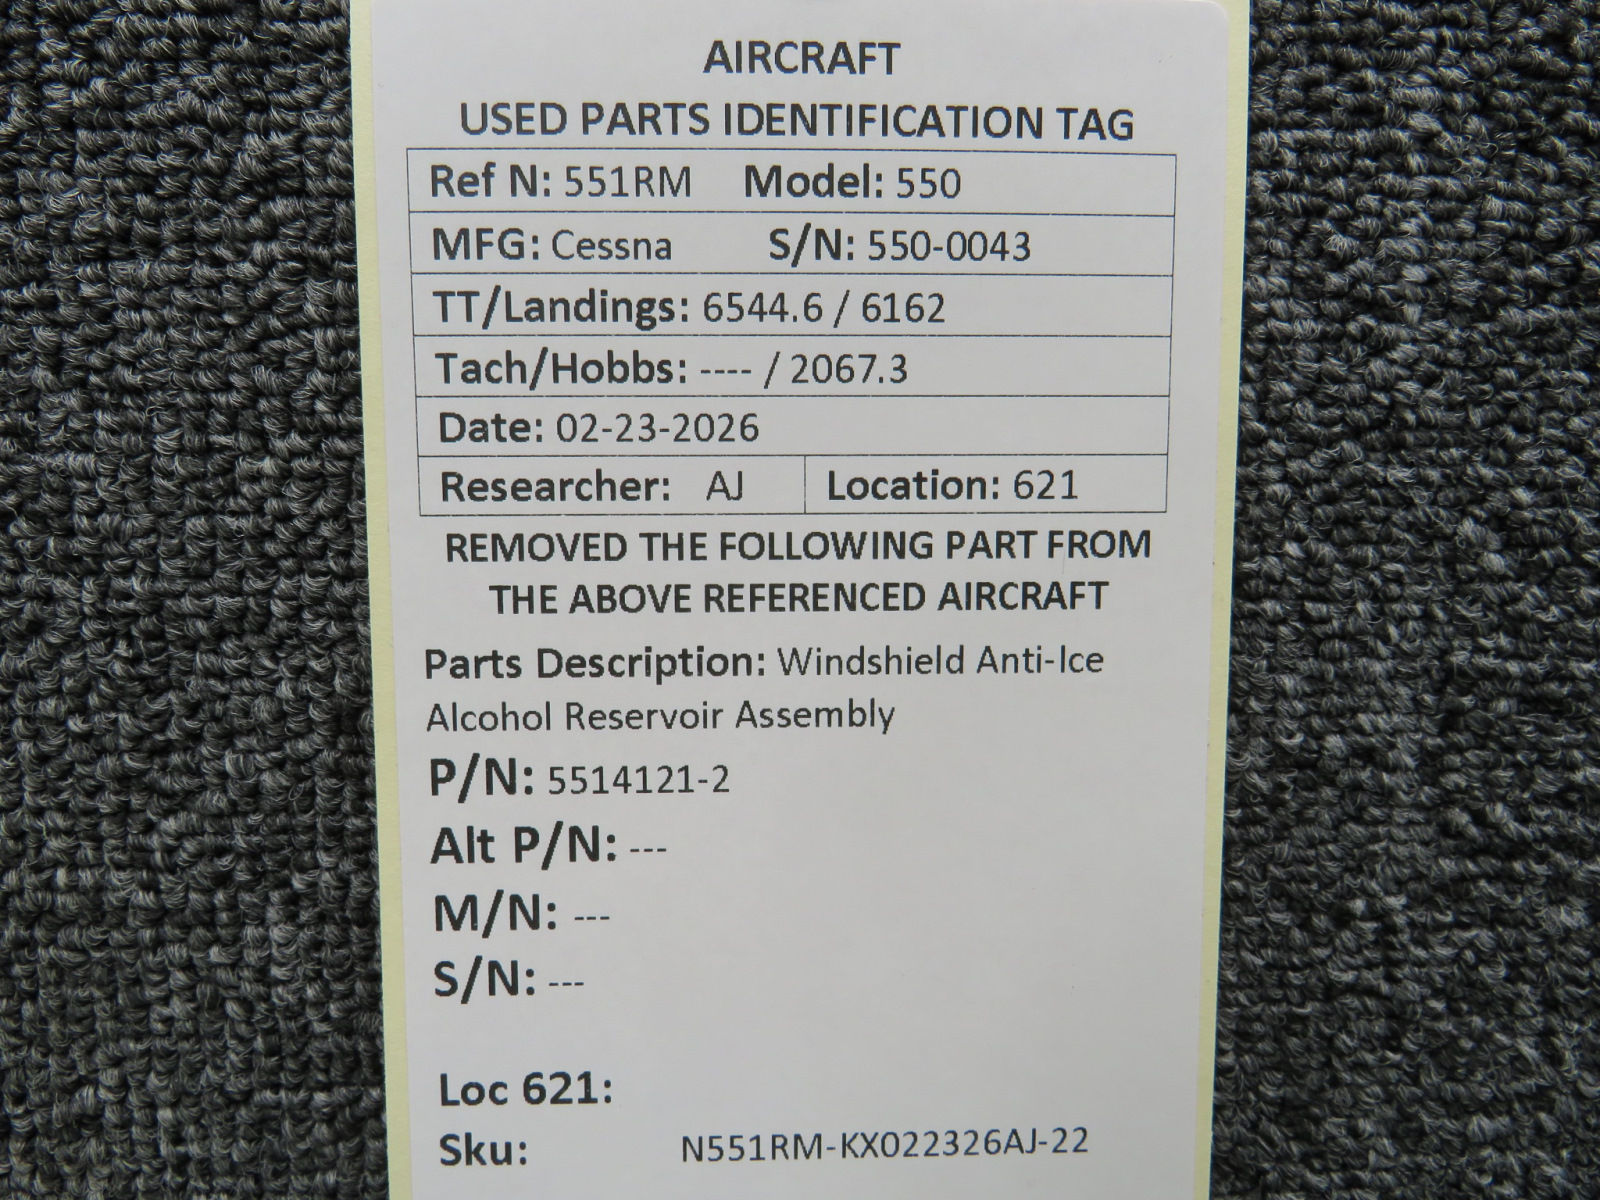 AIRCRAFT
USED PARTS IDENTIFICATION TAG
Ref N: 551RM Model: 550
MFG: Cessna S/N: 550-0043
TT/Landings: 6544.6 / 6162
Tach/Hobbs: ---- / 2067.3
Date: 02-23-2026
Researcher: AJ Location: 621
REMOVED THE FOLLOWING PART FROM
THE ABOVE REFERENCED AIRCRAFT
Parts Description: Windshield Anti-Ice
Alcohol Reservoir Assembly
P/N: 5514121-2
Alt P/N: ---
M/N: ---
S/N: ---
Loc 621:
Sku: N551RM-KX022326AJ-22